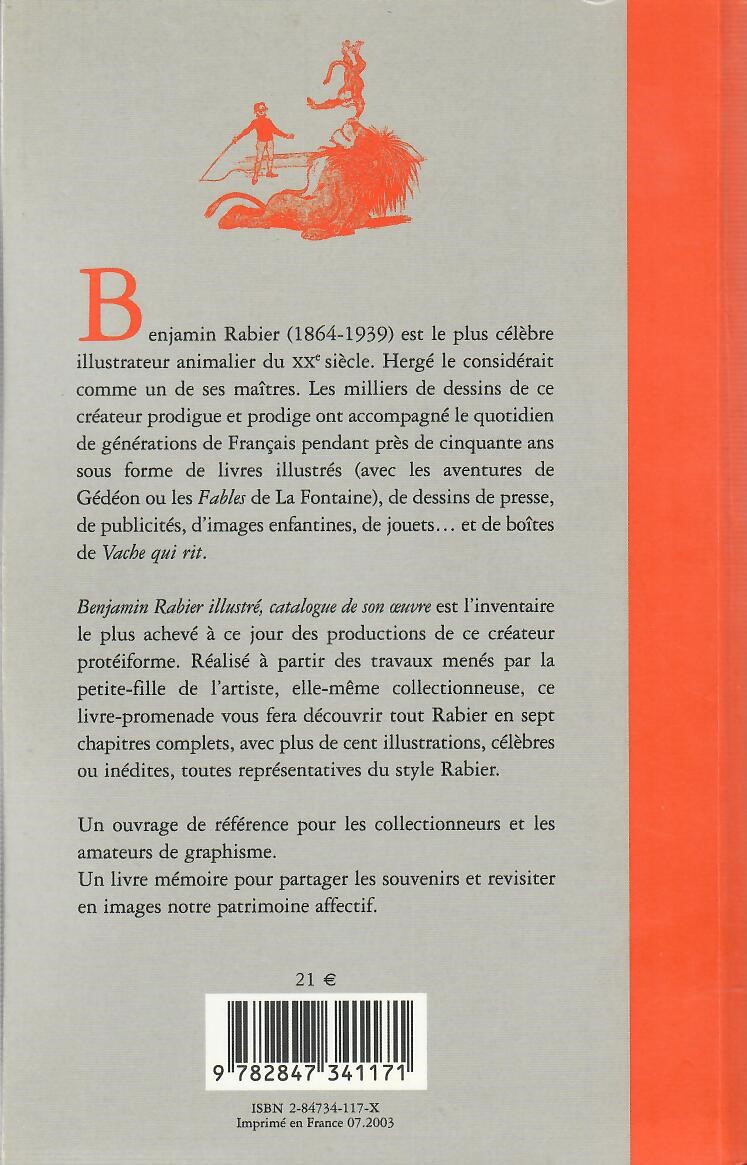 Benjamin Rabier (1864-1939) est le plus célèbre
illustrateur animalier du XXe siècle. Hergé le considérait
comme un de ses maîtres. Les milliers de dessins de ce
créateur prodigue et prodige ont accompagné le quotidien
de générations de Français pendant près de cinquante ans
sous forme de livres illustrés (avec les aventures de
Gédéon ou les Fables de La Fontaine), de dessins de presse,
de publicités, d'images enfantines, de jouets... et de boîtes
de Vache qui rit.
Benjamin Rabier illustré, catalogue de son œuvre est l'inventaire
le plus achevé à ce jour des productions de ce créateur
protéiforme. Réalisé à partir des travaux menés par la
petite-fille de l'artiste, elle-même collectionneuse, ce
livre-promenade vous fera découvrir tout Rabier en sept
chapitres complets, avec plus de cent illustrations, célèbres
ou inédites, toutes représentatives du style Rabier.
Un ouvrage de référence pour les collectionneurs et les
amateurs de graphisme.
Un livre mémoire pour partager les souvenirs et revisiter
en images notre patrimoine affectif.
21 €
9 782847 341171
ISBN 2-84734-117-X
Imprimé en France 07.2003